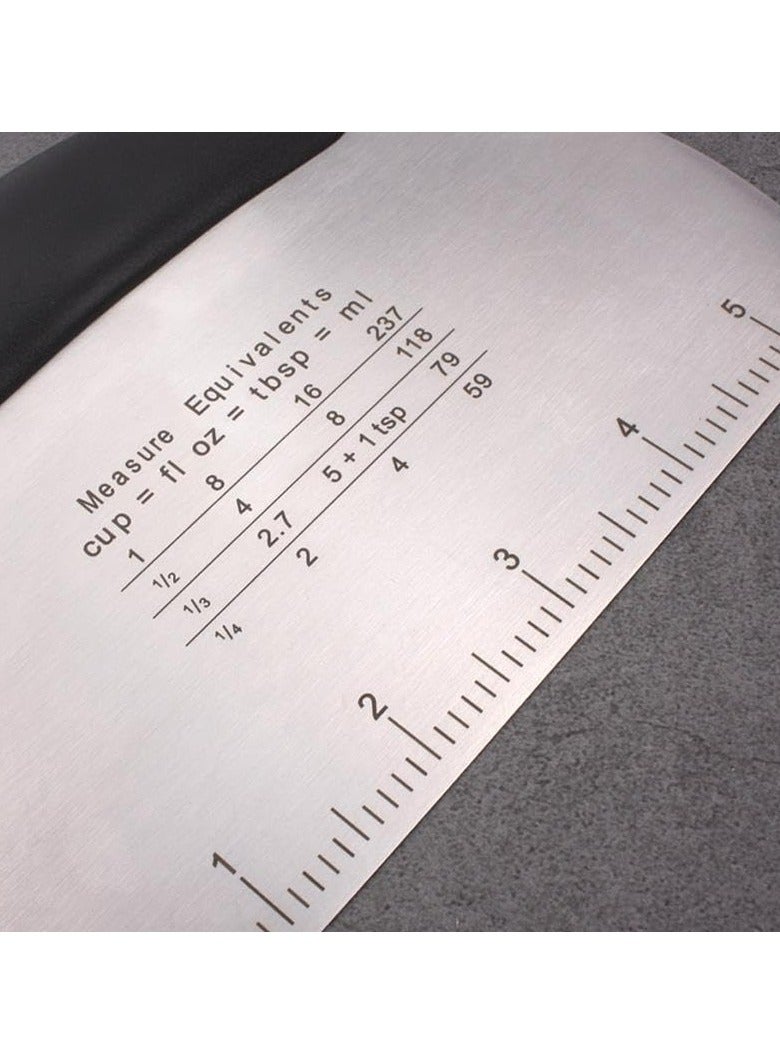 Measure Equivalents
cup = fl oz = tbsp = ml
1 8 16 237
1/2 4 8 118
1/3 2.7 5 + 1 tsp 79
1/4 2 4 59
1 2 3 4 5